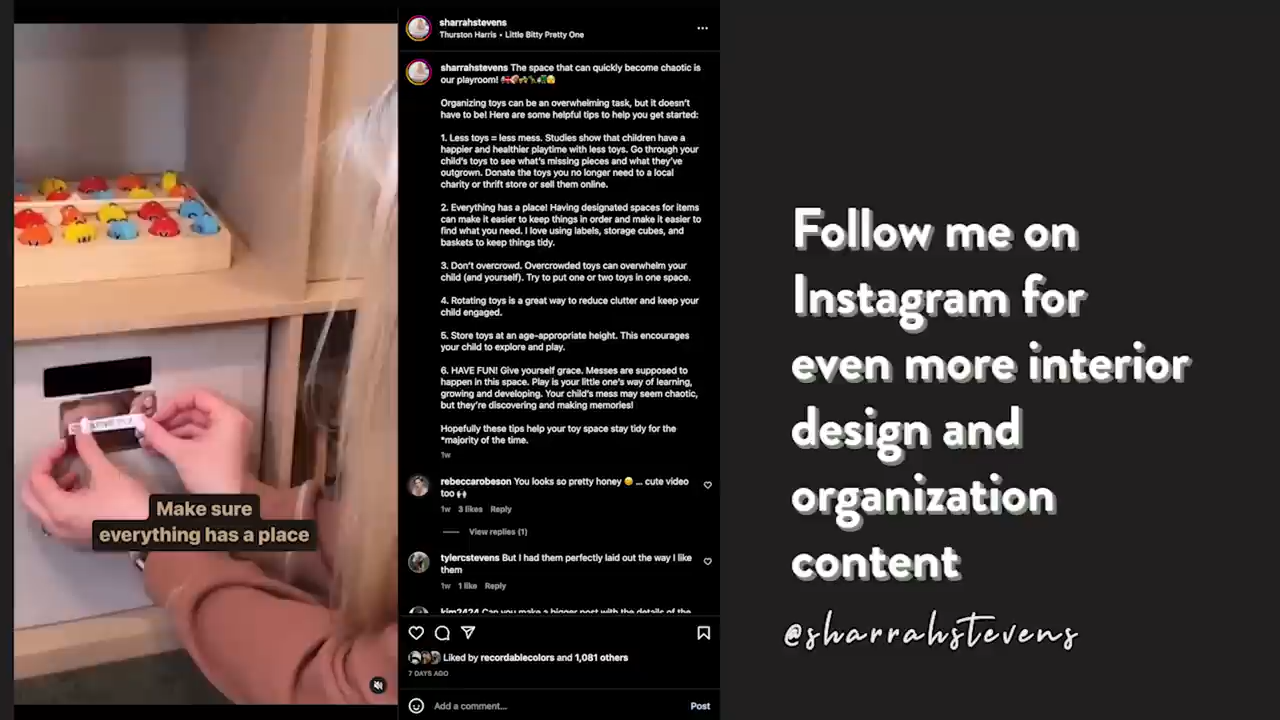 sharrahstevens
Thurston Harris • Little Bitty Pretty One
sharrahstevens The space that can quickly become chaotic is
our playroom!
Organizing toys can be an overwhelming task, but it doesn't
have to be! Here are some helpful tips to help you get started:
1. Less toys = less mess. Studies show that children have a
happier and healthier playtime with less toys. Go through your
child's toys to see what's missing pieces and what they've
outgrown. Donate the toys you no longer need to a local
charity or thrift store or sell them online.
2. Everything has a place! Having designated spaces for items
can make it easier to keep things in order and make it easier to
find what you need. I love using labels, storage cubes, and
baskets to keep things tidy.
3. Don't overcrowd. Overcrowded toys can overwhelm your
child (and yourself). Try to put one or two toys in one space.
4. Rotating toys is a great way to reduce clutter and keep your
child engaged.
5. Store toys at an age-appropriate height. This encourages
your child to explore and play.
6. HAVE FUN! Give yourself grace. Messes are supposed to
happen in this space. Play is your little one's way of learning,
growing and developing. Your child's mess may seem chaotic,
but they're discovering and making memories!
Hopefully these tips help your toy space stay tidy for the
*majority of the time.
1w
rebeccarobeson You looks so pretty honey 😊 ... cute video
too 🙌
1w 3 likes Reply
View replies (1)
tylercstevens But I had them perfectly laid out the way I like
them
1w 1 like Reply
kim2424 Can you make a bigger post with the details of the
Liked by recordablecolors and 1,081 others
7 DAYS AGO
Add a comment... Post
Make sure
everything has a place
Follow me on
Instagram for
even more interior
design and
organization
content
@sharrahstevens